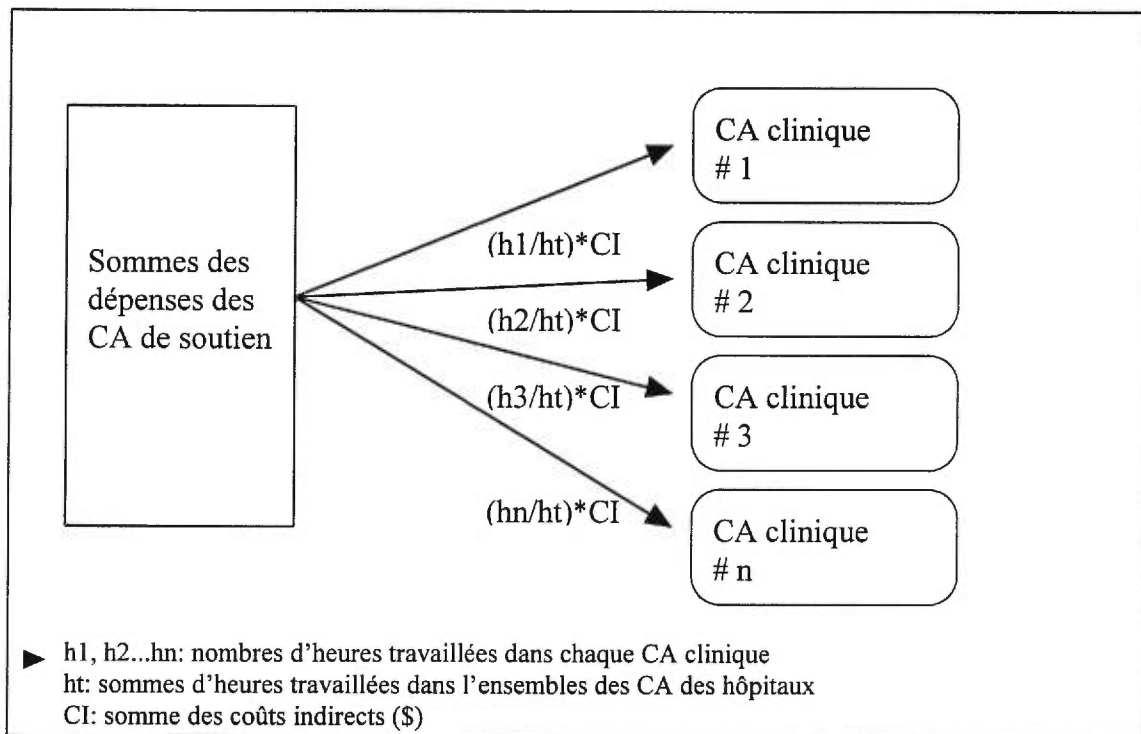 Sommes des
dépenses des
CA de soutien
(h1/ht)*CI
(h2/ht)*CI
(h3/ht)*CI
(hn/ht)*CI
CA clinique
# 1
CA clinique
# 2
CA clinique
# 3
CA clinique
# n
h1, h2...hn: nombres d'heures travaillées dans chaque CA clinique
ht: sommes d'heures travaillées dans l'ensembles des CA des hôpitaux
CI: somme des coûts indirects ($)